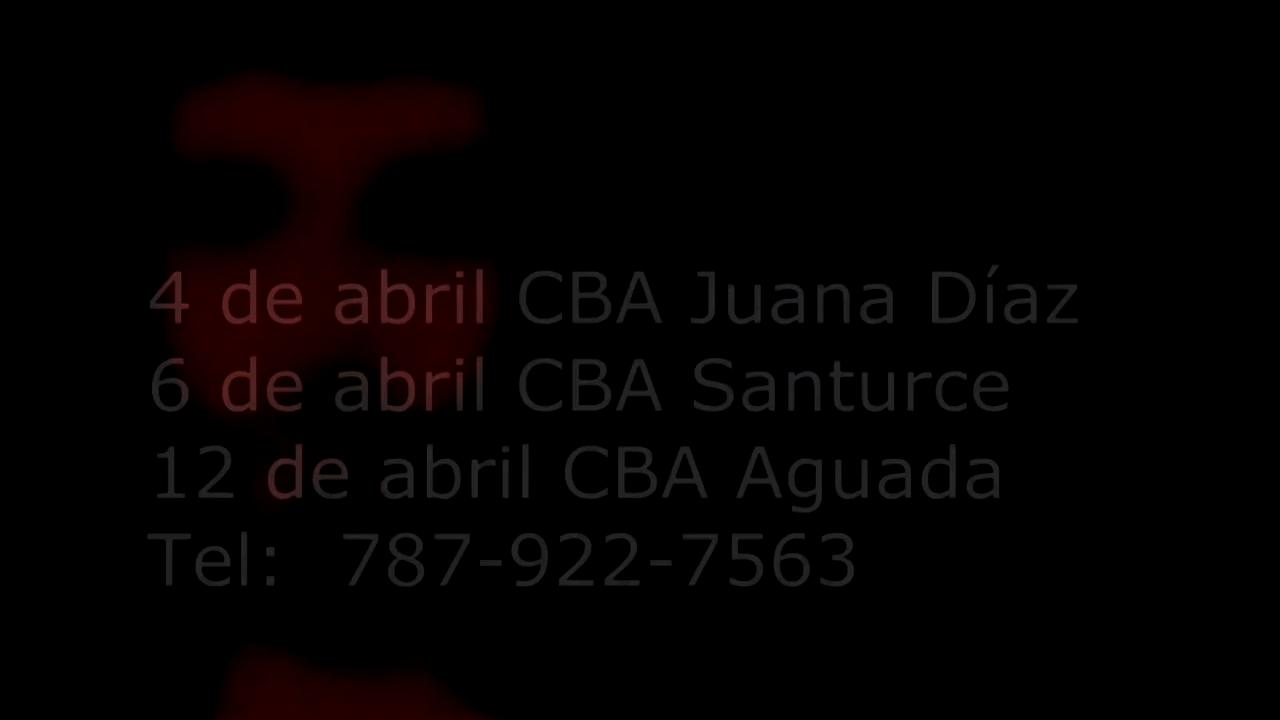 4 de abril CBA Juana Díaz
6 de abril CBA Santurce
12 de abril CBA Aguada
Tel:  787-922-7563